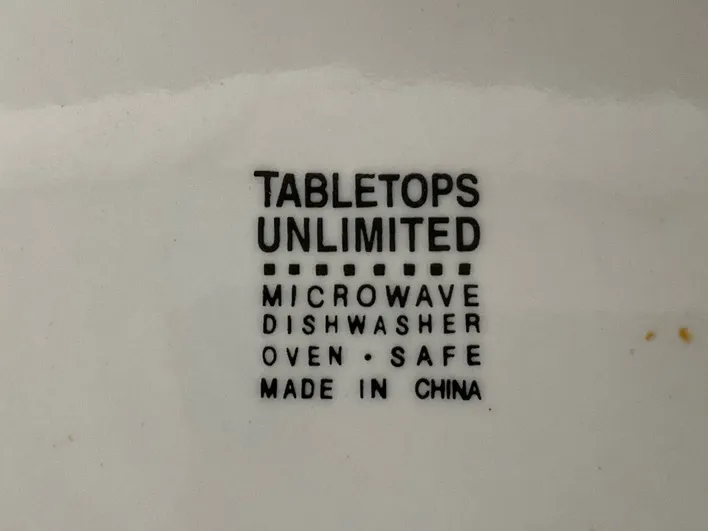 TABLETOPS
UNLIMITED
MICROWAVE
DISHWASHER
OVEN · SAFE
MADE IN CHINA